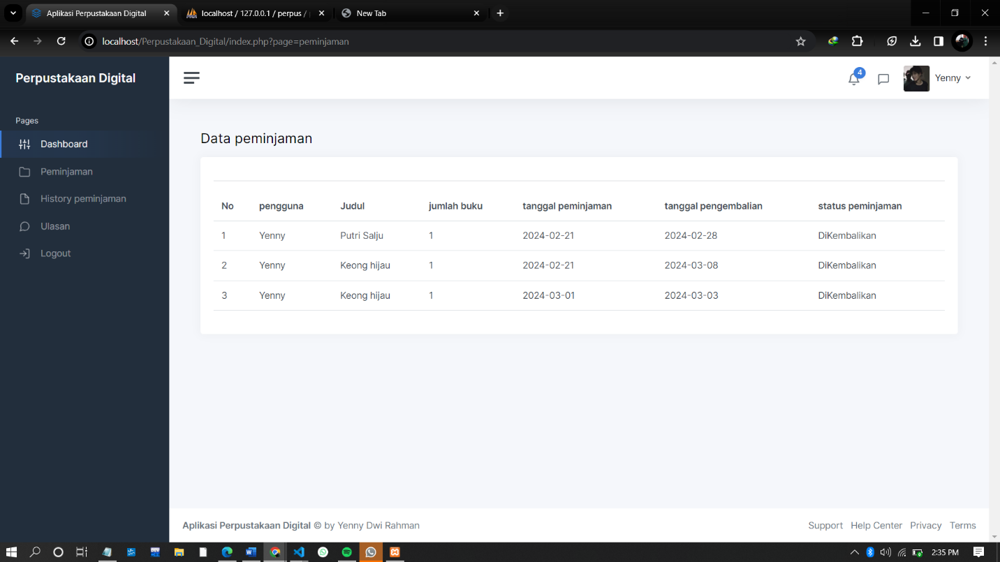 Aplikasi Perpustakaan Digital
localhost / 127.0.0.1 / perpus /
New Tab
localhost/Perpustakaan_Digital/index.php?page=peminjaman
Perpustakaan Digital
4
Yenny
Pages
Dashboard
Peminjaman
History peminjaman
Ulasan
Logout
Data peminjaman
No pengguna Judul jumlah buku tanggal peminjaman tanggal pengembalian status peminjaman
1 Yenny Putri Salju 1 2024-02-21 2024-02-28 DiKembalikan
2 Yenny Keong hijau 1 2024-02-21 2024-03-08 DiKembalikan
3 Yenny Keong hijau 1 2024-03-01 2024-03-03 DiKembalikan
Aplikasi Perpustakaan Digital © by Yenny Dwi Rahman
Support Help Center Privacy Terms
2:35 PM